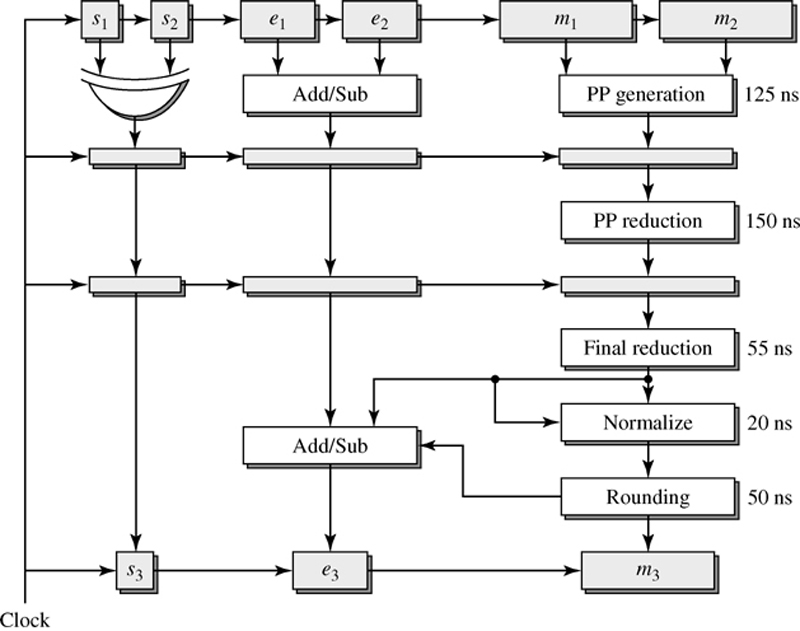 s1 s2 e1 e2 m1 m2
Add/Sub
PP generation 125 ns
PP reduction 150 ns
Final reduction 55 ns
Normalize 20 ns
Add/Sub
Rounding 50 ns
s3 e3 m3
Clock